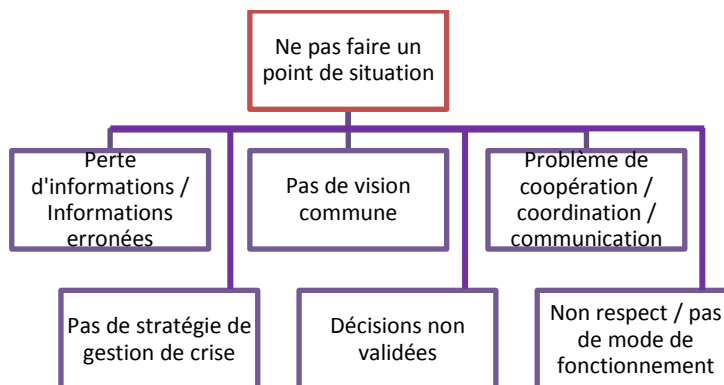 Ne pas faire un
point de situation
Perte
d'informations /
Informations
erronées
Pas de vision
commune
Problème de
coopération /
coordination /
communication
Pas de stratégie de
gestion de crise
Décisions non
validées
Non respect / pas
de mode de
fonctionnement